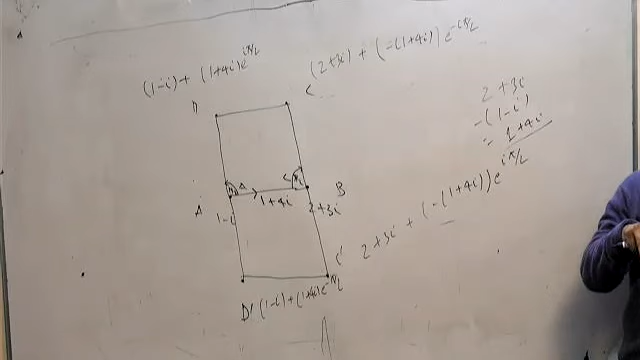 (1-i) + (1+4i)e^{iπ/2}
(2+3i) + (-(1+4i))e^{-iπ/2}
D
C
2+3i
-(1-i)
= 1+4i
A
B
1+4i
1-i
2+3i
C' 2+3i + (-(1+4i))e^{iπ/2}
D' (1-i)+(1+4i)e^{-iπ/2}